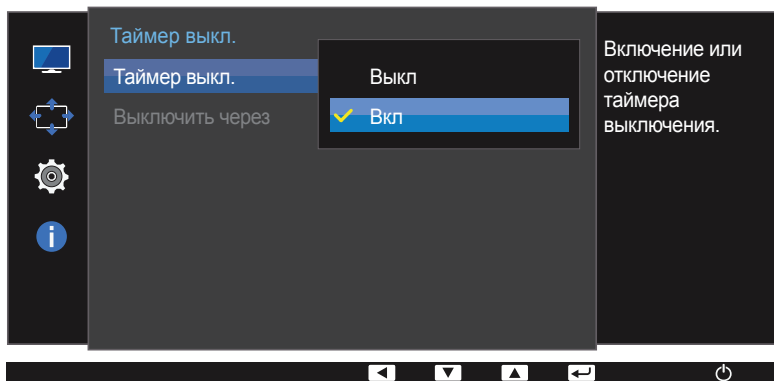 Таймер выкл.
Таймер выкл.
Выключить через
Выкл
Вкл
Включение или
отключение
таймера
выключения.